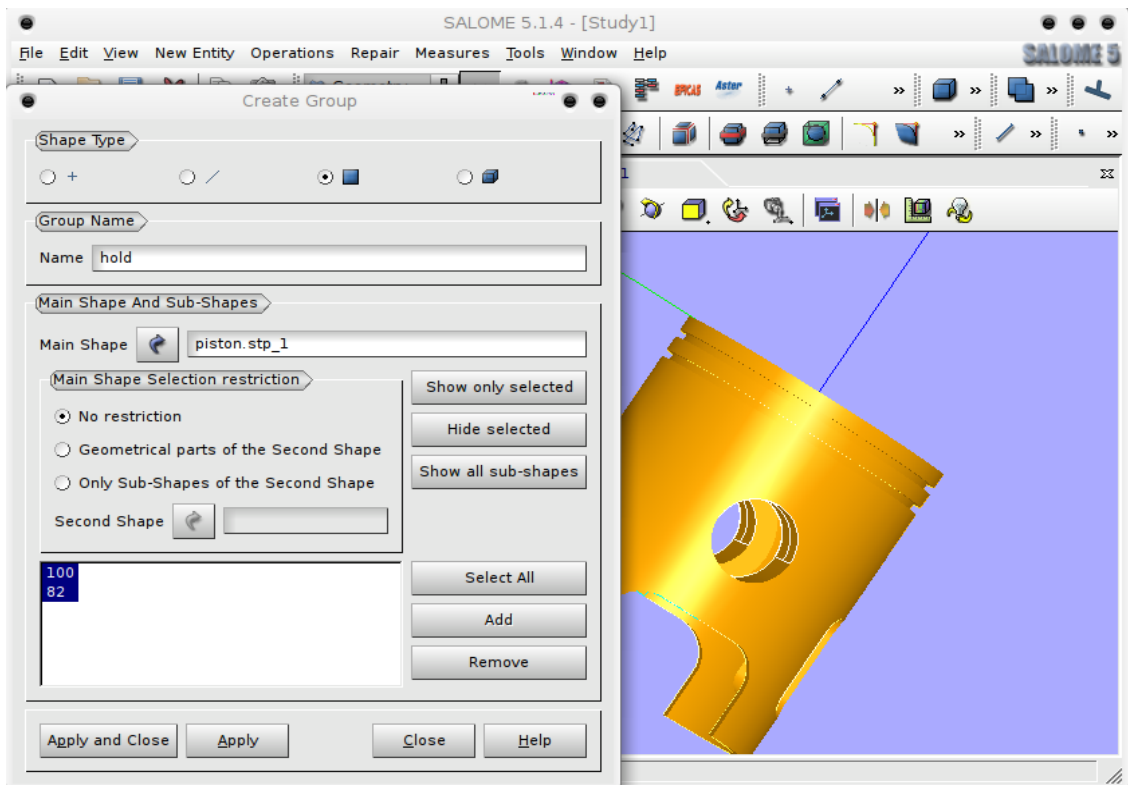 SALOME 5.1.4 - [Study1]
File Edit View New Entity Operations Repair Measures Tools Window Help
SALOME 5
EFICAS Aster » » »
Create Group
» » »
Shape Type
1
Group Name
Name hold
Main Shape And Sub-Shapes
Main Shape piston.stp_1
Main Shape Selection restriction
Show only selected
No restriction
Hide selected
Geometrical parts of the Second Shape
Show all sub-shapes
Only Sub-Shapes of the Second Shape
Second Shape
100
82
Select All
Add
Remove
Apply and Close Apply Close Help